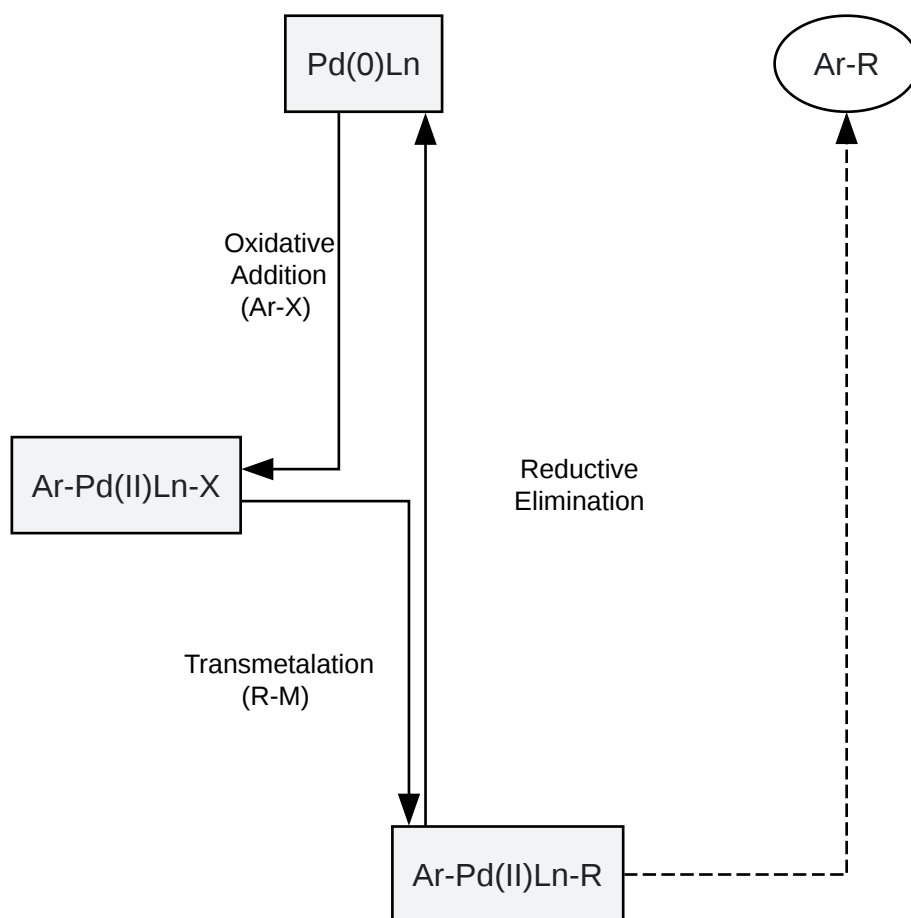 Pd(0)Ln
Ar-R
Oxidative
Addition
(Ar-X)
Ar-Pd(II)Ln-X
Reductive
Elimination
Transmetalation
(R-M)
Ar-Pd(II)Ln-R